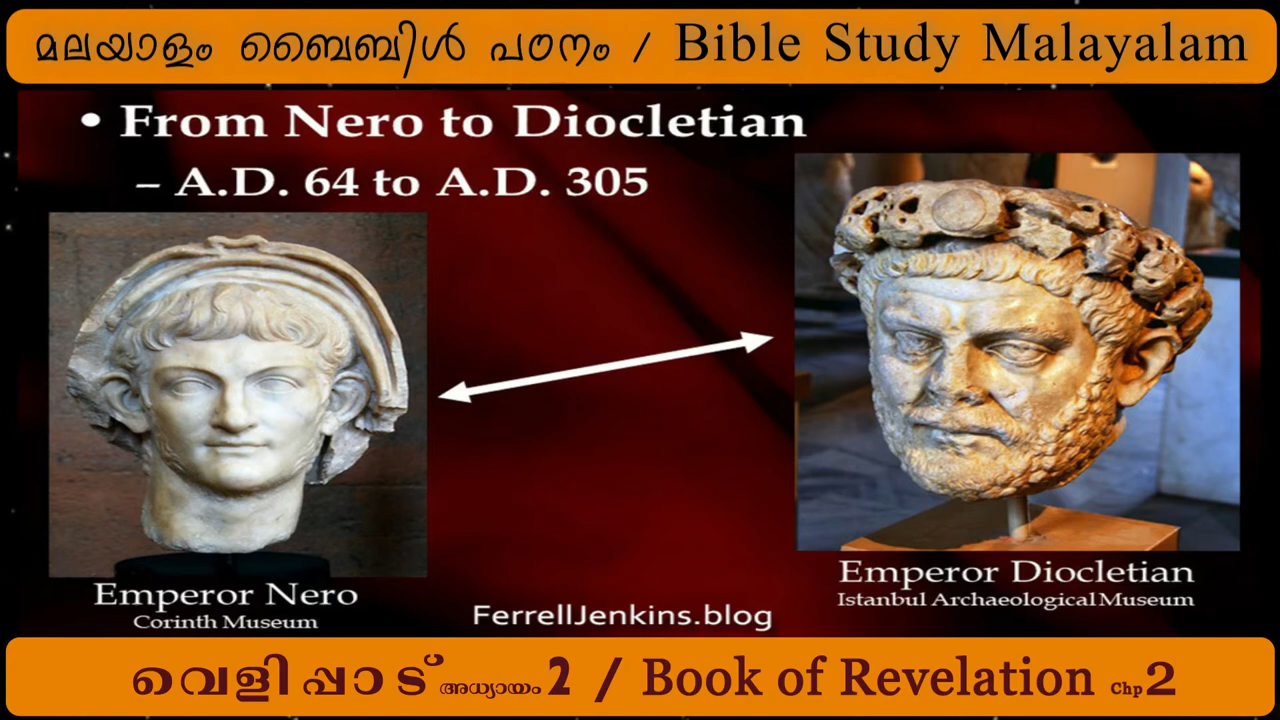 മലയാളം ബൈബിൾ പഠനം / Bible Study Malayalam
• From Nero to Diocletian
– A.D. 64 to A.D. 305
Emperor Nero
Corinth Museum
FerrellJenkins.blog
Emperor Diocletian
Istanbul Archaeological Museum
വെളിപ്പാട് അധ്യായം 2 / Book of Revelation Chp 2